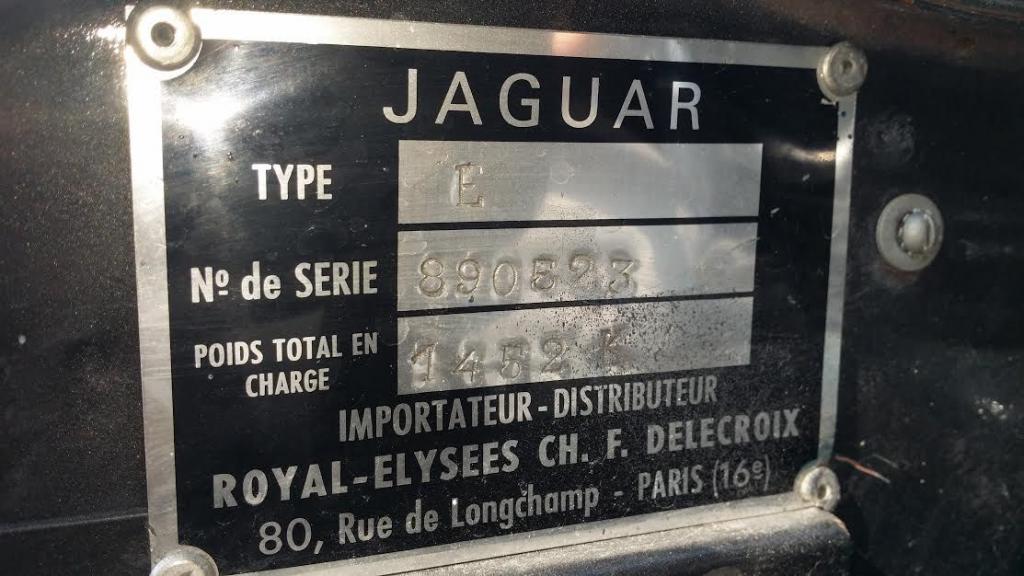 JAGUAR
TYPE E
Nº de SERIE 890523
POIDS TOTAL EN
CHARGE 1452 K
IMPORTATEUR-DISTRIBUTEUR
ROYAL-ELYSEES CH. F. DELECROIX
80, Rue de Longchamp - PARIS (16e)